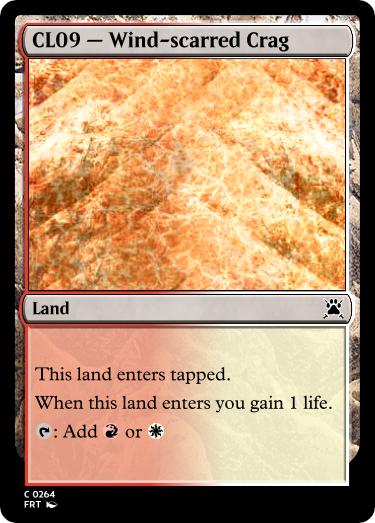 CL09 — Wind-scarred Crag
Land
This land enters tapped.
When this land enters you gain 1 life.
: Add or
C 0264
FRT